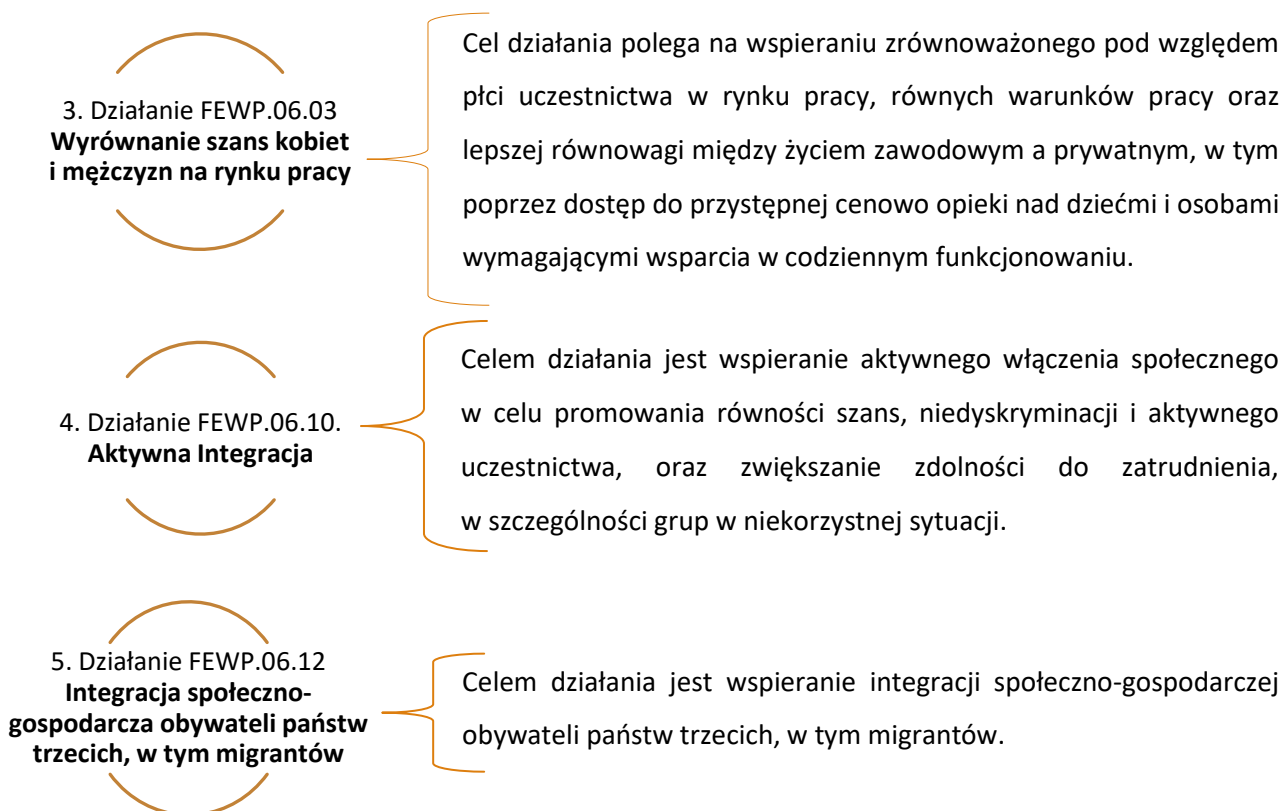 3. Działanie FEWP.06.03
Wyrównanie szans kobiet
i mężczyzn na rynku pracy
Cel działania polega na wspieraniu zrównoważonego pod względem
płci uczestnictwa w rynku pracy, równych warunków pracy oraz
lepszej równowagi między życiem zawodowym a prywatnym, w tym
poprzez dostęp do przystępnej cenowo opieki nad dziećmi i osobami
wymagającymi wsparcia w codziennym funkcjonowaniu.
4. Działanie FEWP.06.10.
Aktywna Integracja
Celem działania jest wspieranie aktywnego włączenia społecznego
w celu promowania równości szans, niedyskryminacji i aktywnego
uczestnictwa, oraz zwiększanie zdolności do zatrudnienia,
w szczególności grup w niekorzystnej sytuacji.
5. Działanie FEWP.06.12
Integracja społeczno-
gospodarcza obywateli państw
trzecich, w tym migrantów
Celem działania jest wspieranie integracji społeczno-gospodarczej
obywateli państw trzecich, w tym migrantów.